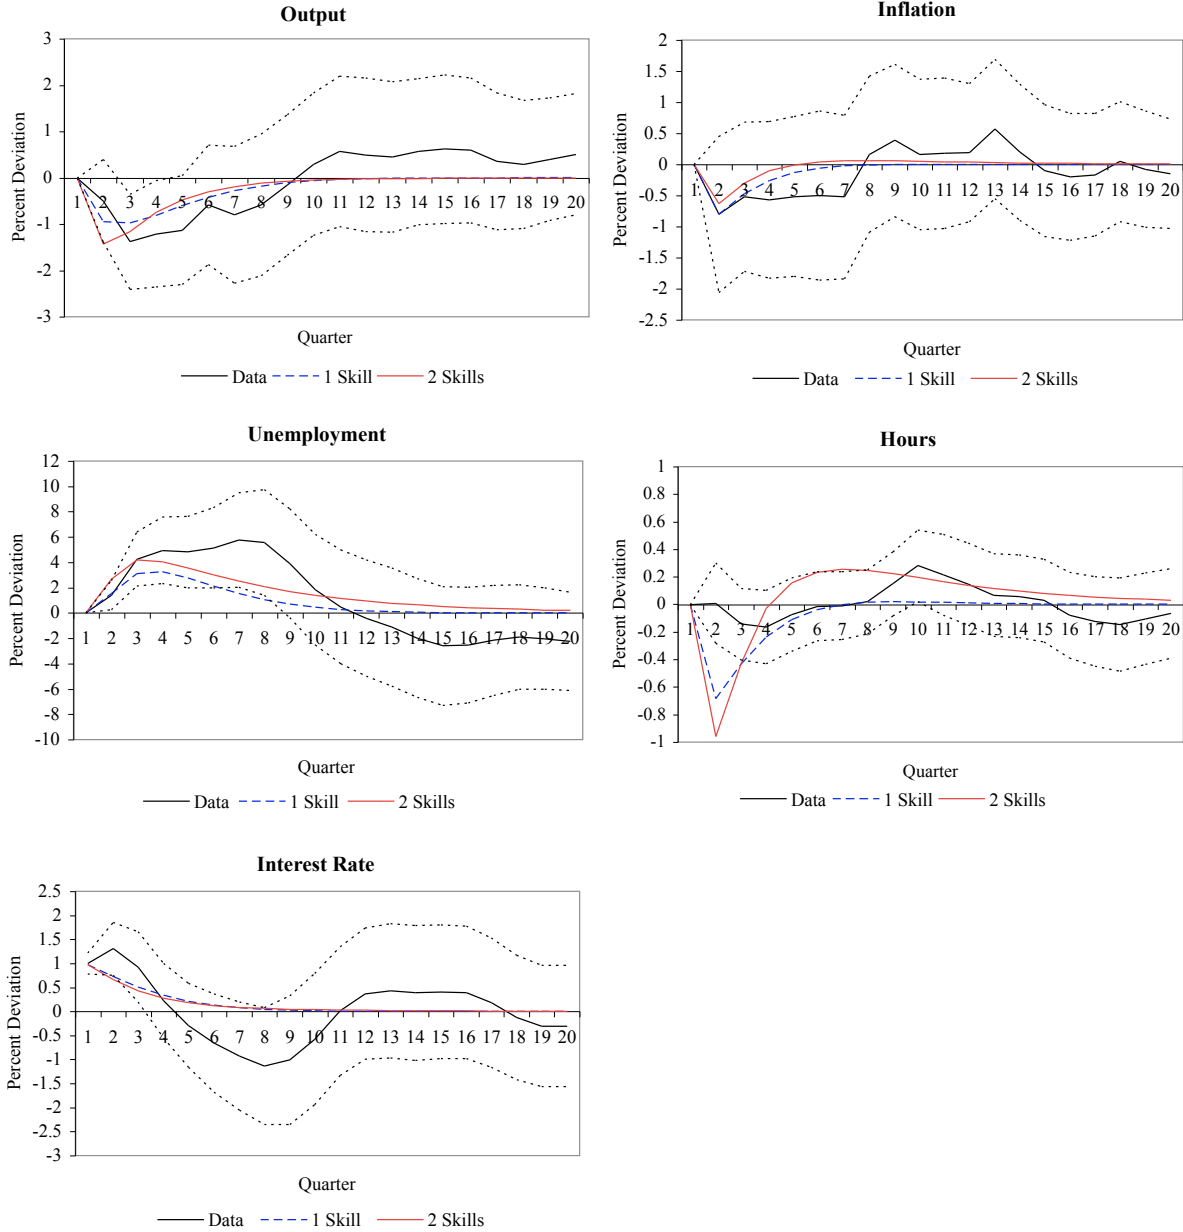 Output
3
2
1
0
-1
-2
-3
1 2 3 4 5 6 7 8 9 10 11 12 13 14 15 16 17 18 19 20
Percent Deviation
Quarter
Data 1 Skill 2 Skills
Inflation
2
1.5
1
0.5
0
-0.5
-1
-1.5
-2
-2.5
1 2 3 4 5 6 7 8 9 10 11 12 13 14 15 16 17 18 19 20
Percent Deviation
Quarter
Data 1 Skill 2 Skills
Unemployment
12
10
8
6
4
2
0
-2
-4
-6
-8
-10
1 2 3 4 5 6 7 8 9 10 11 12 13 14 15 16 17 18 19 20
Percent Deviation
Quarter
Data 1 Skill 2 Skills
Hours
1
0.8
0.6
0.4
0.2
0
-0.2
-0.4
-0.6
-0.8
-1
1 2 3 4 5 6 7 8 9 10 11 12 13 14 15 16 17 18 19 20
Percent Deviation
Quarter
Data 1 Skill 2 Skills
Interest Rate
2.5
2
1.5
1
0.5
0
-0.5
-1
-1.5
-2
-2.5
-3
1 2 3 4 5 6 7 8 9 10 11 12 13 14 15 16 17 18 19 20
Percent Deviation
Quarter
Data 1 Skill 2 Skills